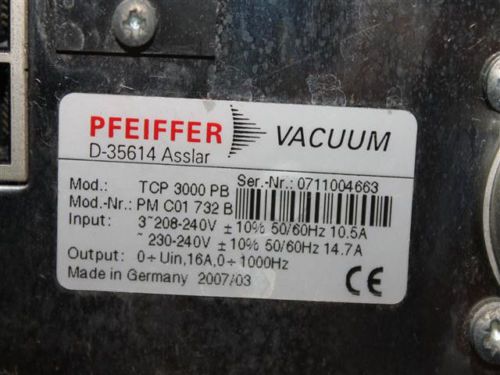 PFEIFFER VACUUM
D-35614 Asslar
Mod.: TCP 3000 PB Ser.-Nr.: 0711004663
Mod.-Nr.: PM C01 732 B
Input: 3~208-240V ± 10% 50/60Hz 10.5A
~ 230-240V ± 10% 50/60Hz 14.7A
Output: 0÷ Uin,16A,0÷ 1000Hz
Made in Germany 2007/03 CE